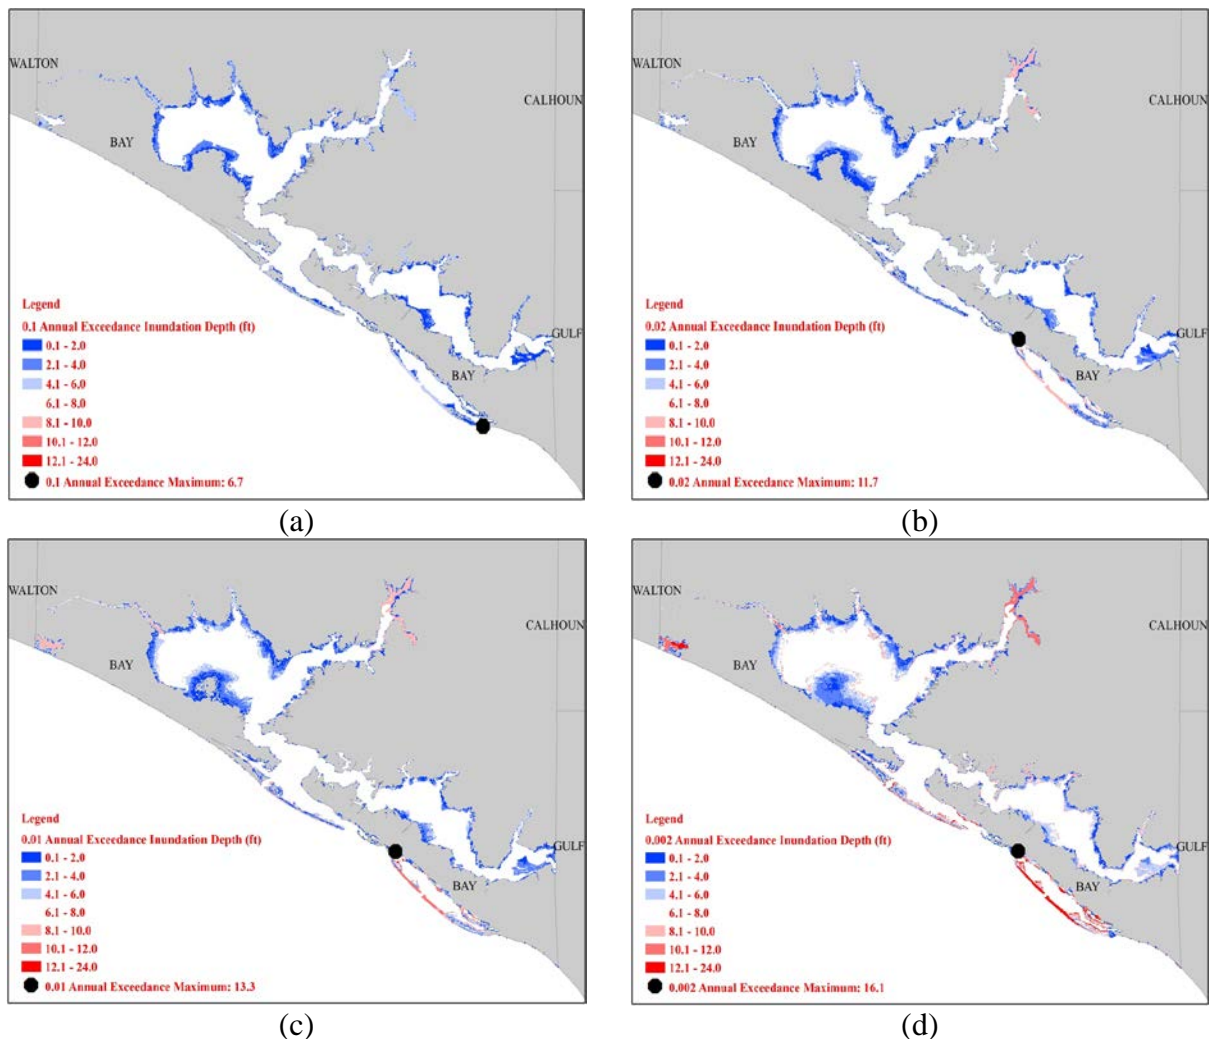 WALTON
CALHOUN
BAY
GULF
BAY
Legend
0.1 Annual Exceedance Inundation Depth (ft)
0.1 - 2.0
2.1 - 4.0
4.1 - 6.0
6.1 - 8.0
8.1 - 10.0
10.1 - 12.0
12.1 - 24.0
0.1 Annual Exceedance Maximum: 6.7
(a)
WALTON
CALHOUN
BAY
GULF
BAY
Legend
0.02 Annual Exceedance Inundation Depth (ft)
0.1 - 2.0
2.1 - 4.0
4.1 - 6.0
6.1 - 8.0
8.1 - 10.0
10.1 - 12.0
12.1 - 24.0
0.02 Annual Exceedance Maximum: 11.7
(b)
WALTON
CALHOUN
BAY
GULF
BAY
Legend
0.01 Annual Exceedance Inundation Depth (ft)
0.1 - 2.0
2.1 - 4.0
4.1 - 6.0
6.1 - 8.0
8.1 - 10.0
10.1 - 12.0
12.1 - 24.0
0.01 Annual Exceedance Maximum: 13.3
(c)
WALTON
CALHOUN
BAY
GULF
BAY
Legend
0.002 Annual Exceedance Inundation Depth (ft)
0.1 - 2.0
2.1 - 4.0
4.1 - 6.0
6.1 - 8.0
8.1 - 10.0
10.1 - 12.0
12.1 - 24.0
0.002 Annual Exceedance Maximum: 16.1
(d)